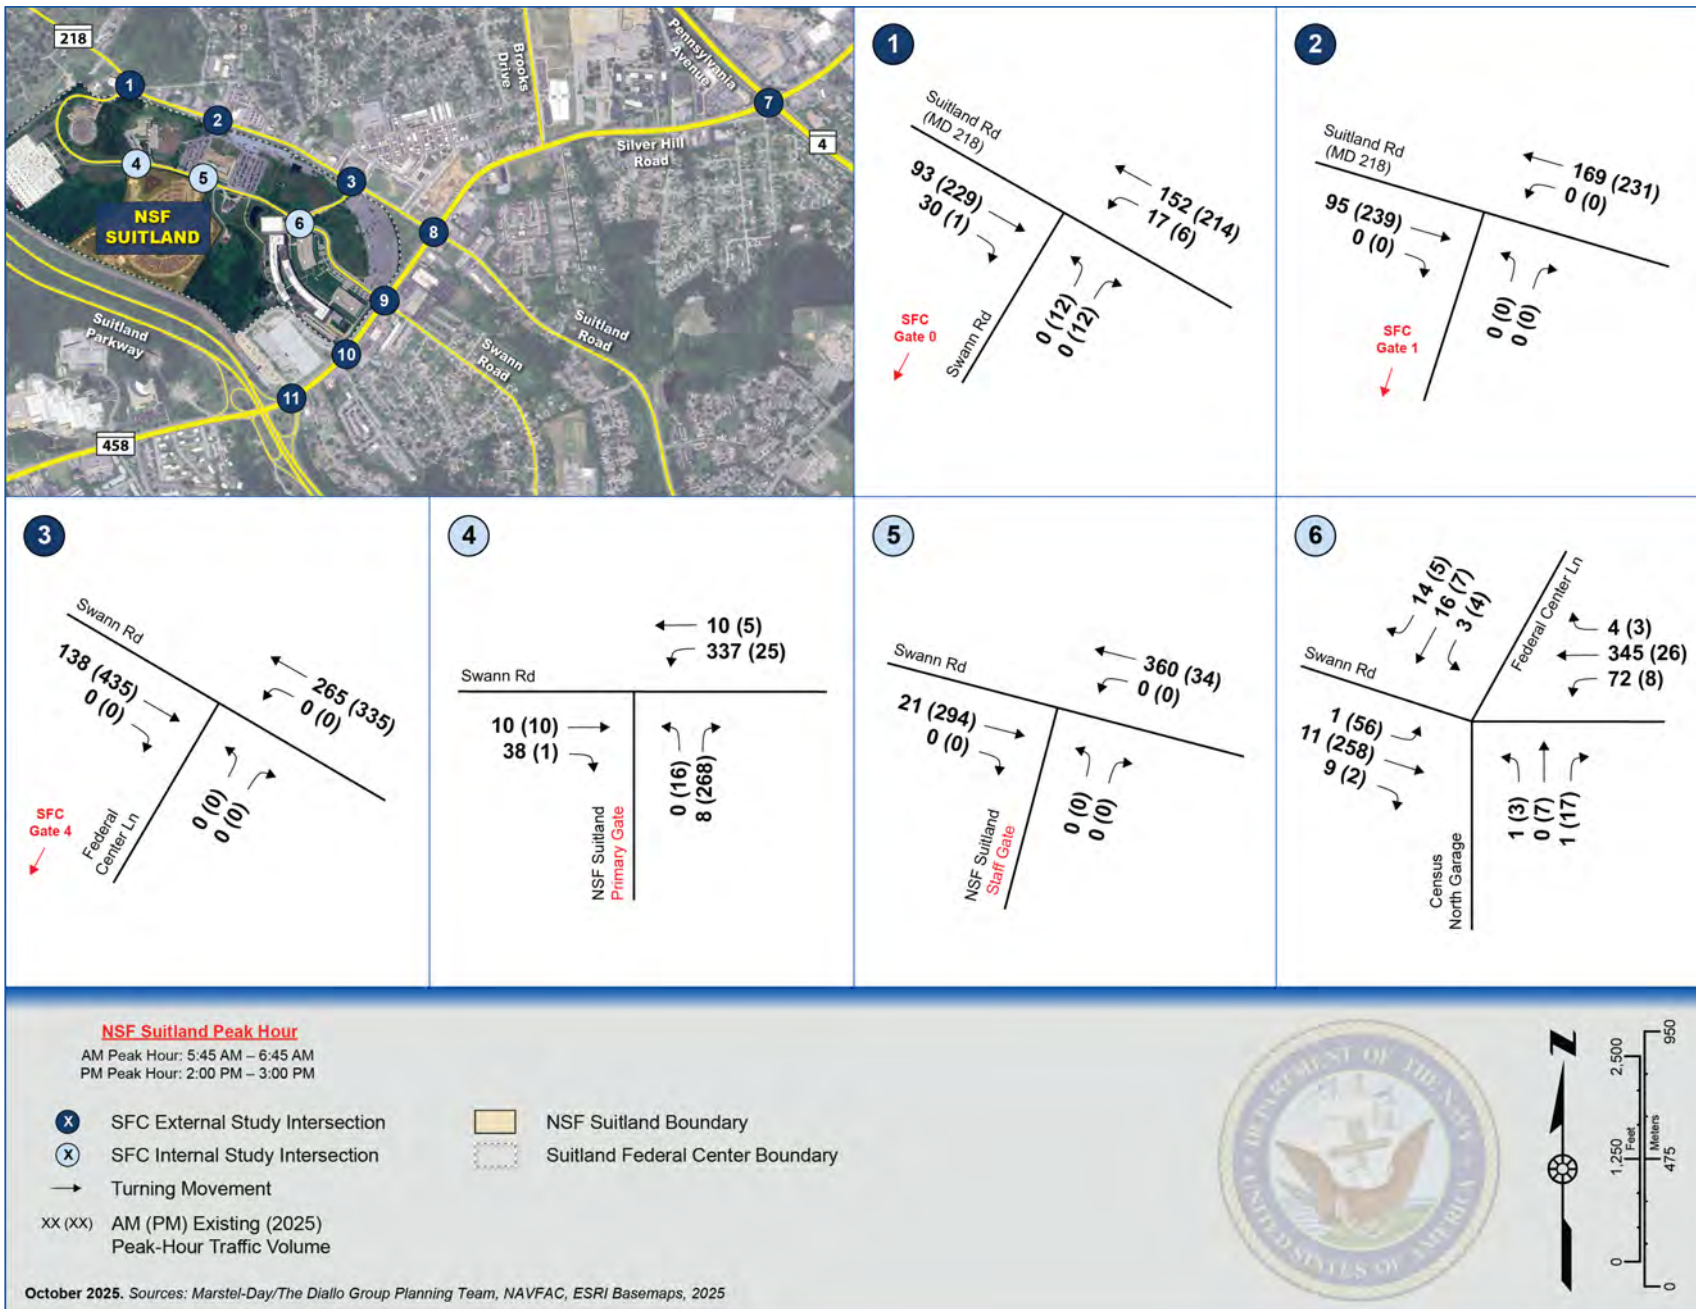 218
1
2
3
4
5
6
7
8
9
10
11
4
458
Brooks
Drive
Pennsylvania
Avenue
Silver Hill
Road
NSF
SUITLAND
Suitland
Parkway
Swann
Road
Suitland
Road
1
Suitland Rd
(MD 218)
93 (229)
30 (1)
152 (214)
17 (6)
0 (12)
0 (12)
SFC
Gate 0
Swann Rd
2
Suitland Rd
(MD 218)
95 (239)
0 (0)
169 (231)
0 (0)
0 (0)
0 (0)
SFC
Gate 1
3
Swann Rd
138 (435)
0 (0)
265 (335)
0 (0)
0 (0)
0 (0)
SFC
Gate 4
Federal
Center Ln
4
10 (5)
337 (25)
Swann Rd
10 (10)
38 (1)
0 (16)
8 (268)
NSF Suitland
Primary Gate
5
Swann Rd
360 (34)
0 (0)
21 (294)
0 (0)
0 (0)
0 (0)
NSF Suitland
Staff Gate
6
14 (5)
16 (7)
3 (4)
Federal Center Ln
4 (3)
345 (26)
72 (8)
Swann Rd
1 (56)
11 (258)
9 (2)
1 (3)
0 (7)
1 (17)
Census
North Garage
NSF Suitland Peak Hour
AM Peak Hour: 5:45 AM – 6:45 AM
PM Peak Hour: 2:00 PM – 3:00 PM
X SFC External Study Intersection
X SFC Internal Study Intersection
Turning Movement
XX (XX) AM (PM) Existing (2025)
Peak-Hour Traffic Volume
NSF Suitland Boundary
Suitland Federal Center Boundary
DEPARTMENT OF THE NAVY
UNITED STATES OF AMERICA
N
0 1,250 2,500
Feet
Meters
0 475 950
October 2025. Sources: Marstel-Day/The Diallo Group Planning Team, NAVFAC, ESRI Basemaps, 2025